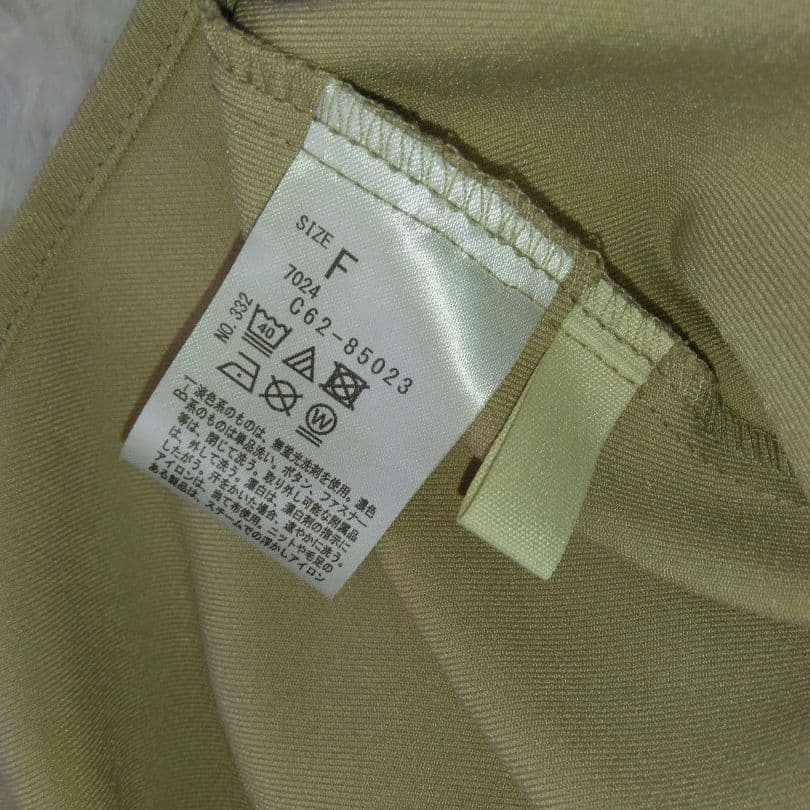 SIZE
F
7024
C62-85023
NO.332
40
W
B-1 淡色系のものは、無蛍光洗剤を使用。濃色
系のものは単品洗い。ボタン、ファスナー
等は、閉じて洗う。取り外し可能な附属品
は、外して洗う。漂白は、漂白剤の指示に
したがう。汗をかいた場合、速やかに洗う。
アイロンは、当て布使用。ニットや毛足の
ある製品は、スチームでの浮かしアイロン